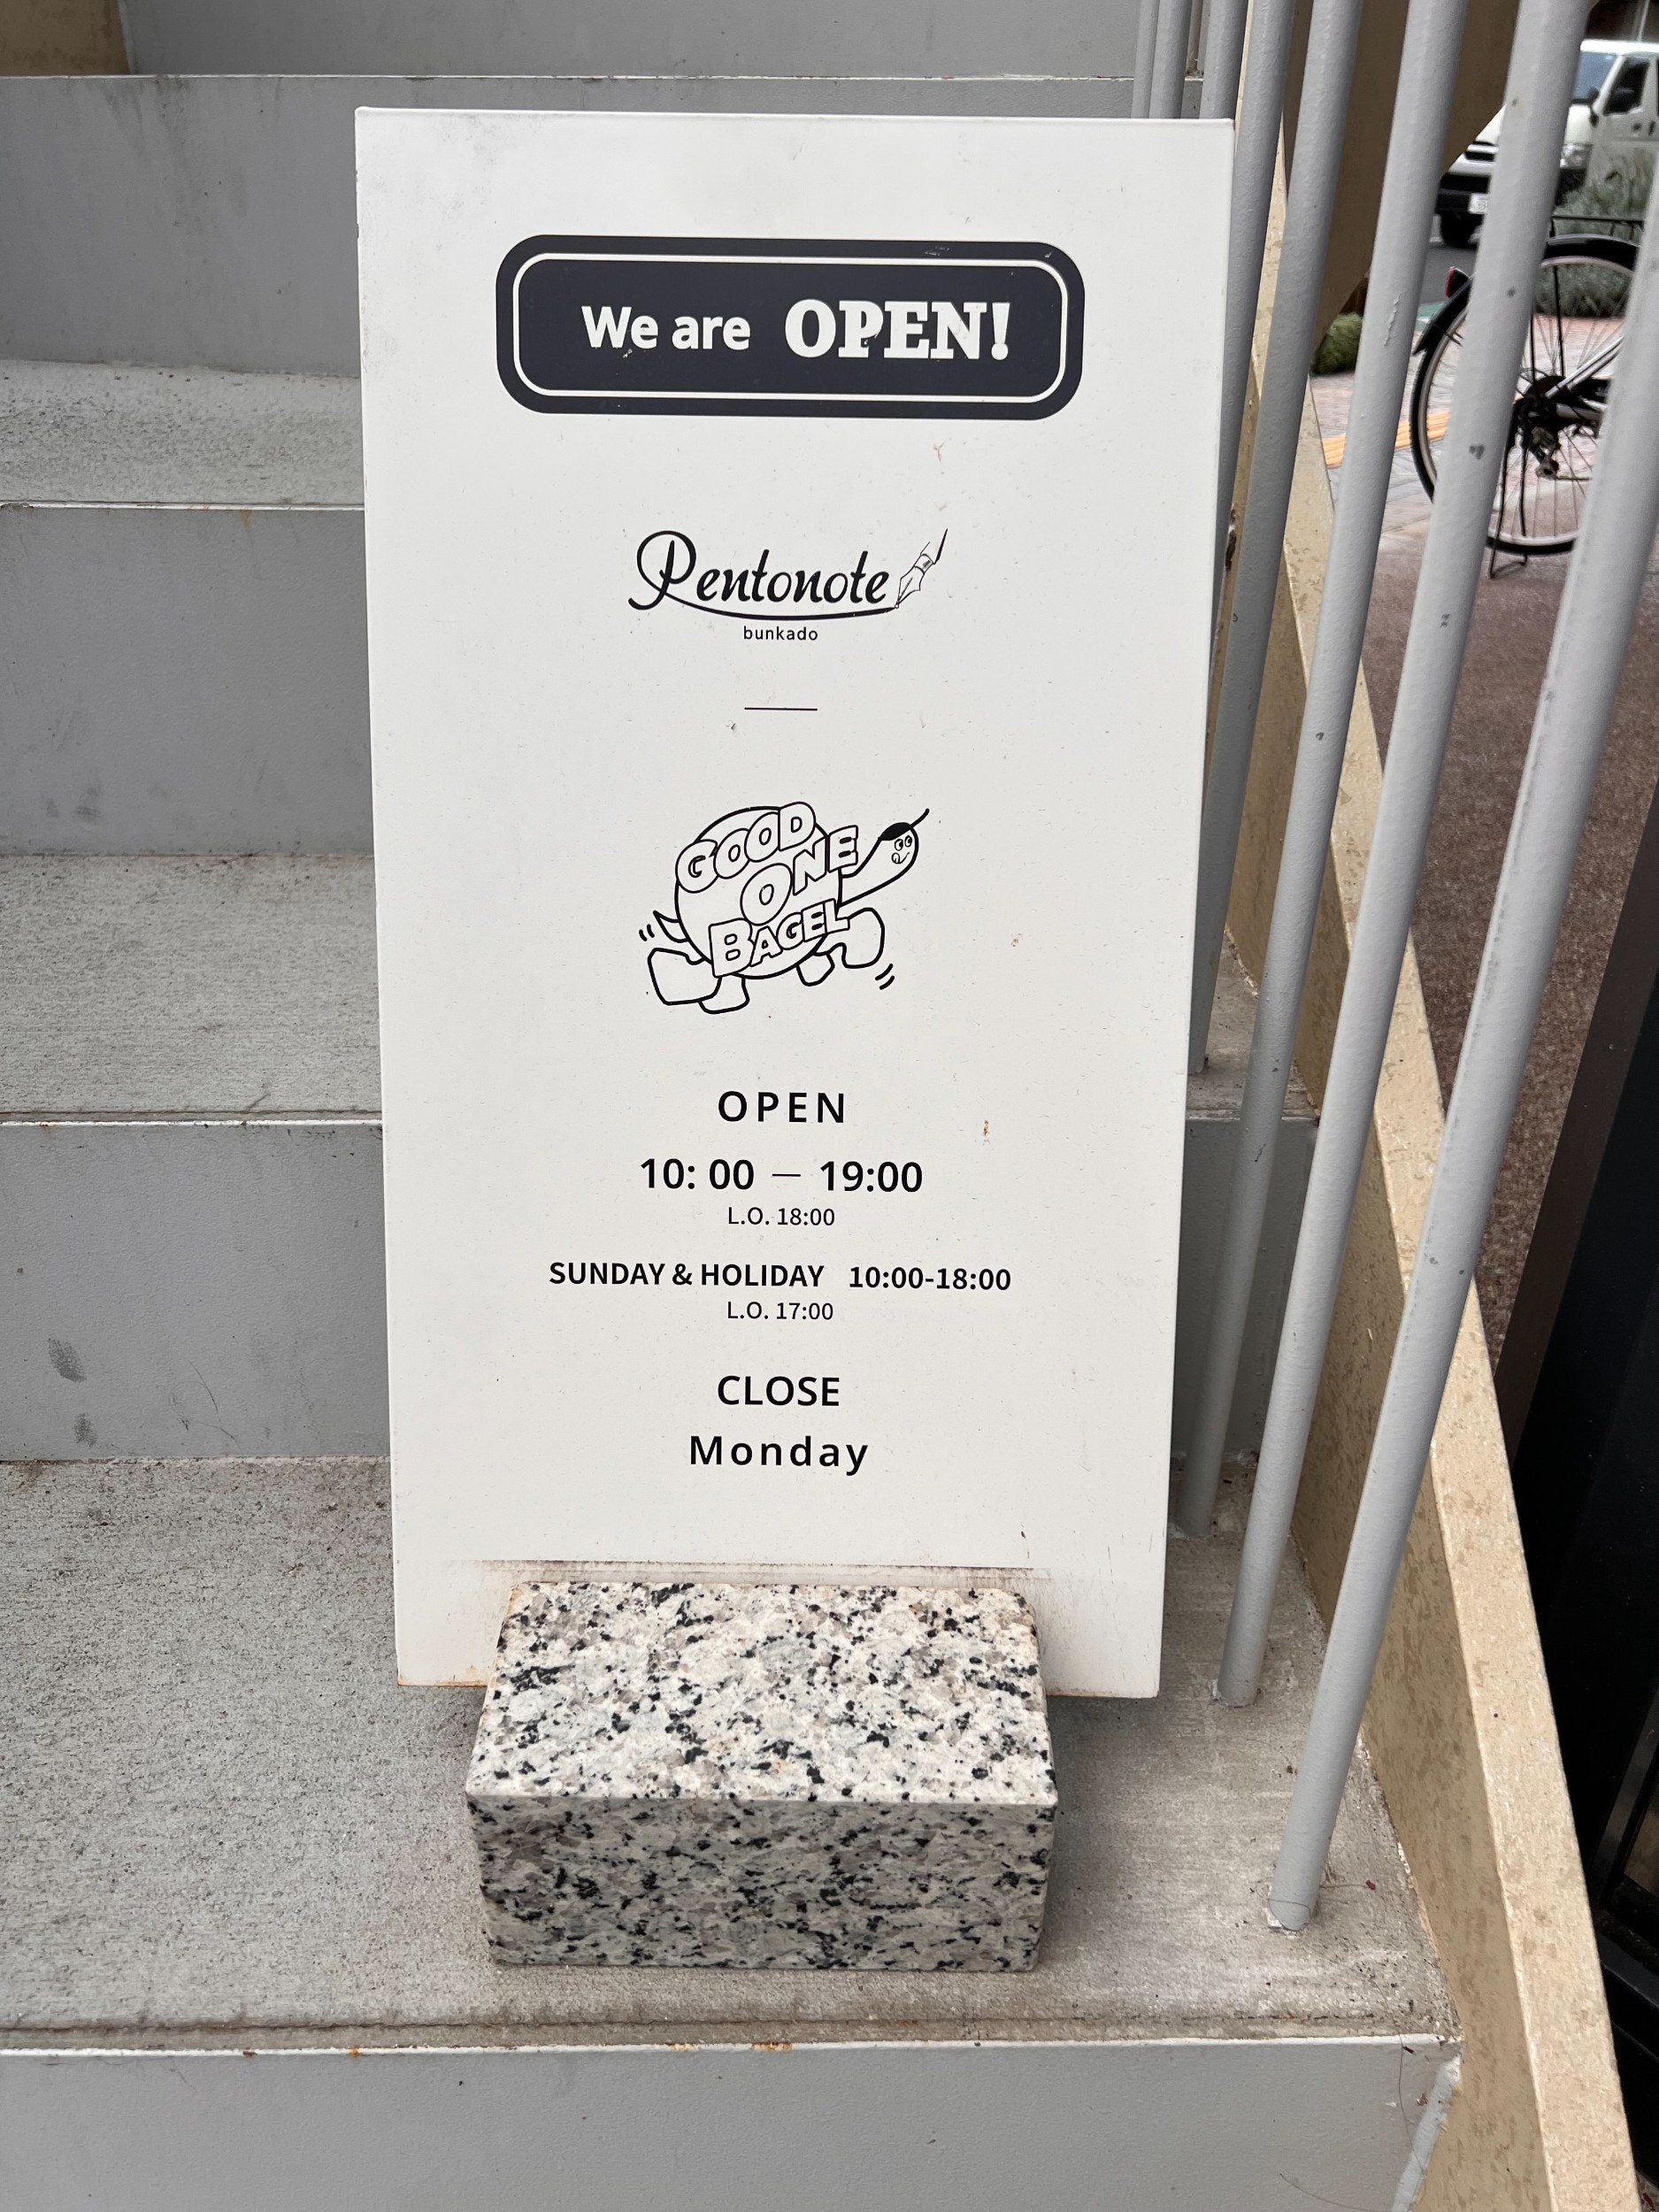 We are OPEN!
Pentonote
bunkado
GOOD
ONE
BAGEL
OPEN
10: 00 — 19:00
L.O. 18:00
SUNDAY & HOLIDAY 10:00-18:00
L.O. 17:00
CLOSE
Monday